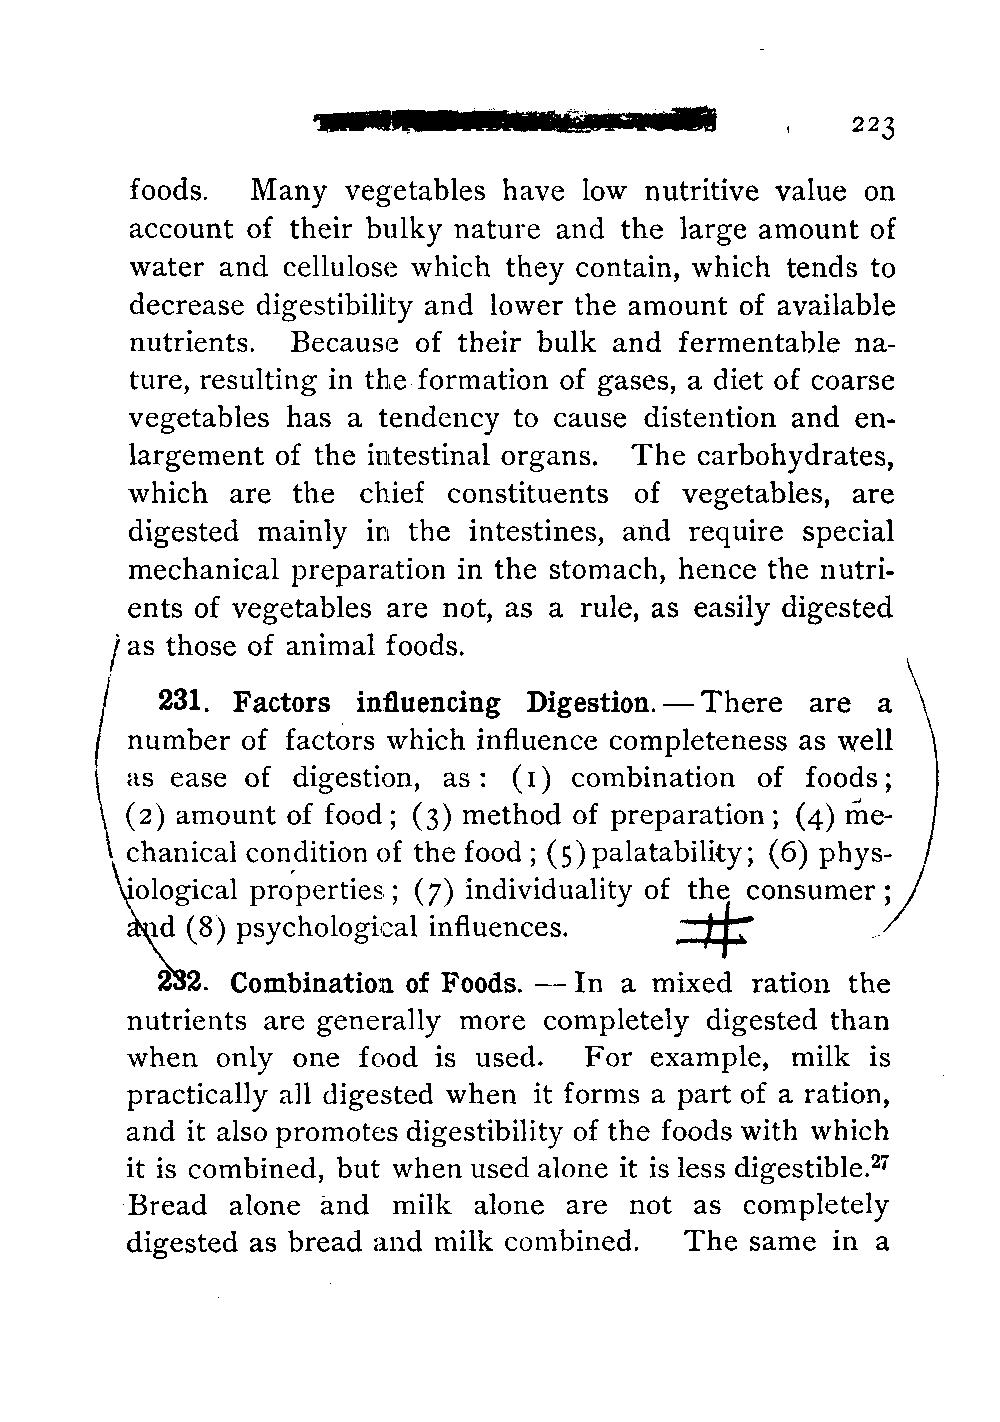 223
foods. Many vegetables have low nutritive value on
account of their bulky nature and the large amount of
water and cellulose which they contain, which tends to
decrease digestibility and lower the amount of available
nutrients. Because of their bulk and fermentable na-
ture, resulting in the formation of gases, a diet of coarse
vegetables has a tendency to cause distention and en-
largement of the intestinal organs. The carbohydrates,
which are the chief constituents of vegetables, are
digested mainly in the intestines, and require special
mechanical preparation in the stomach, hence the nutri-
ents of vegetables are not, as a rule, as easily digested
as those of animal foods.
231. Factors influencing Digestion. — There are a
number of factors which influence completeness as well
as ease of digestion, as: (1) combination of foods;
(2) amount of food; (3) method of preparation; (4) me-
chanical condition of the food; (5) palatability; (6) phys-
iological properties; (7) individuality of the consumer;
and (8) psychological influences. #
232. Combination of Foods. — In a mixed ration the
nutrients are generally more completely digested than
when only one food is used. For example, milk is
practically all digested when it forms a part of a ration,
and it also promotes digestibility of the foods with which
it is combined, but when used alone it is less digestible.27
Bread alone and milk alone are not as completely
digested as bread and milk combined. The same in a